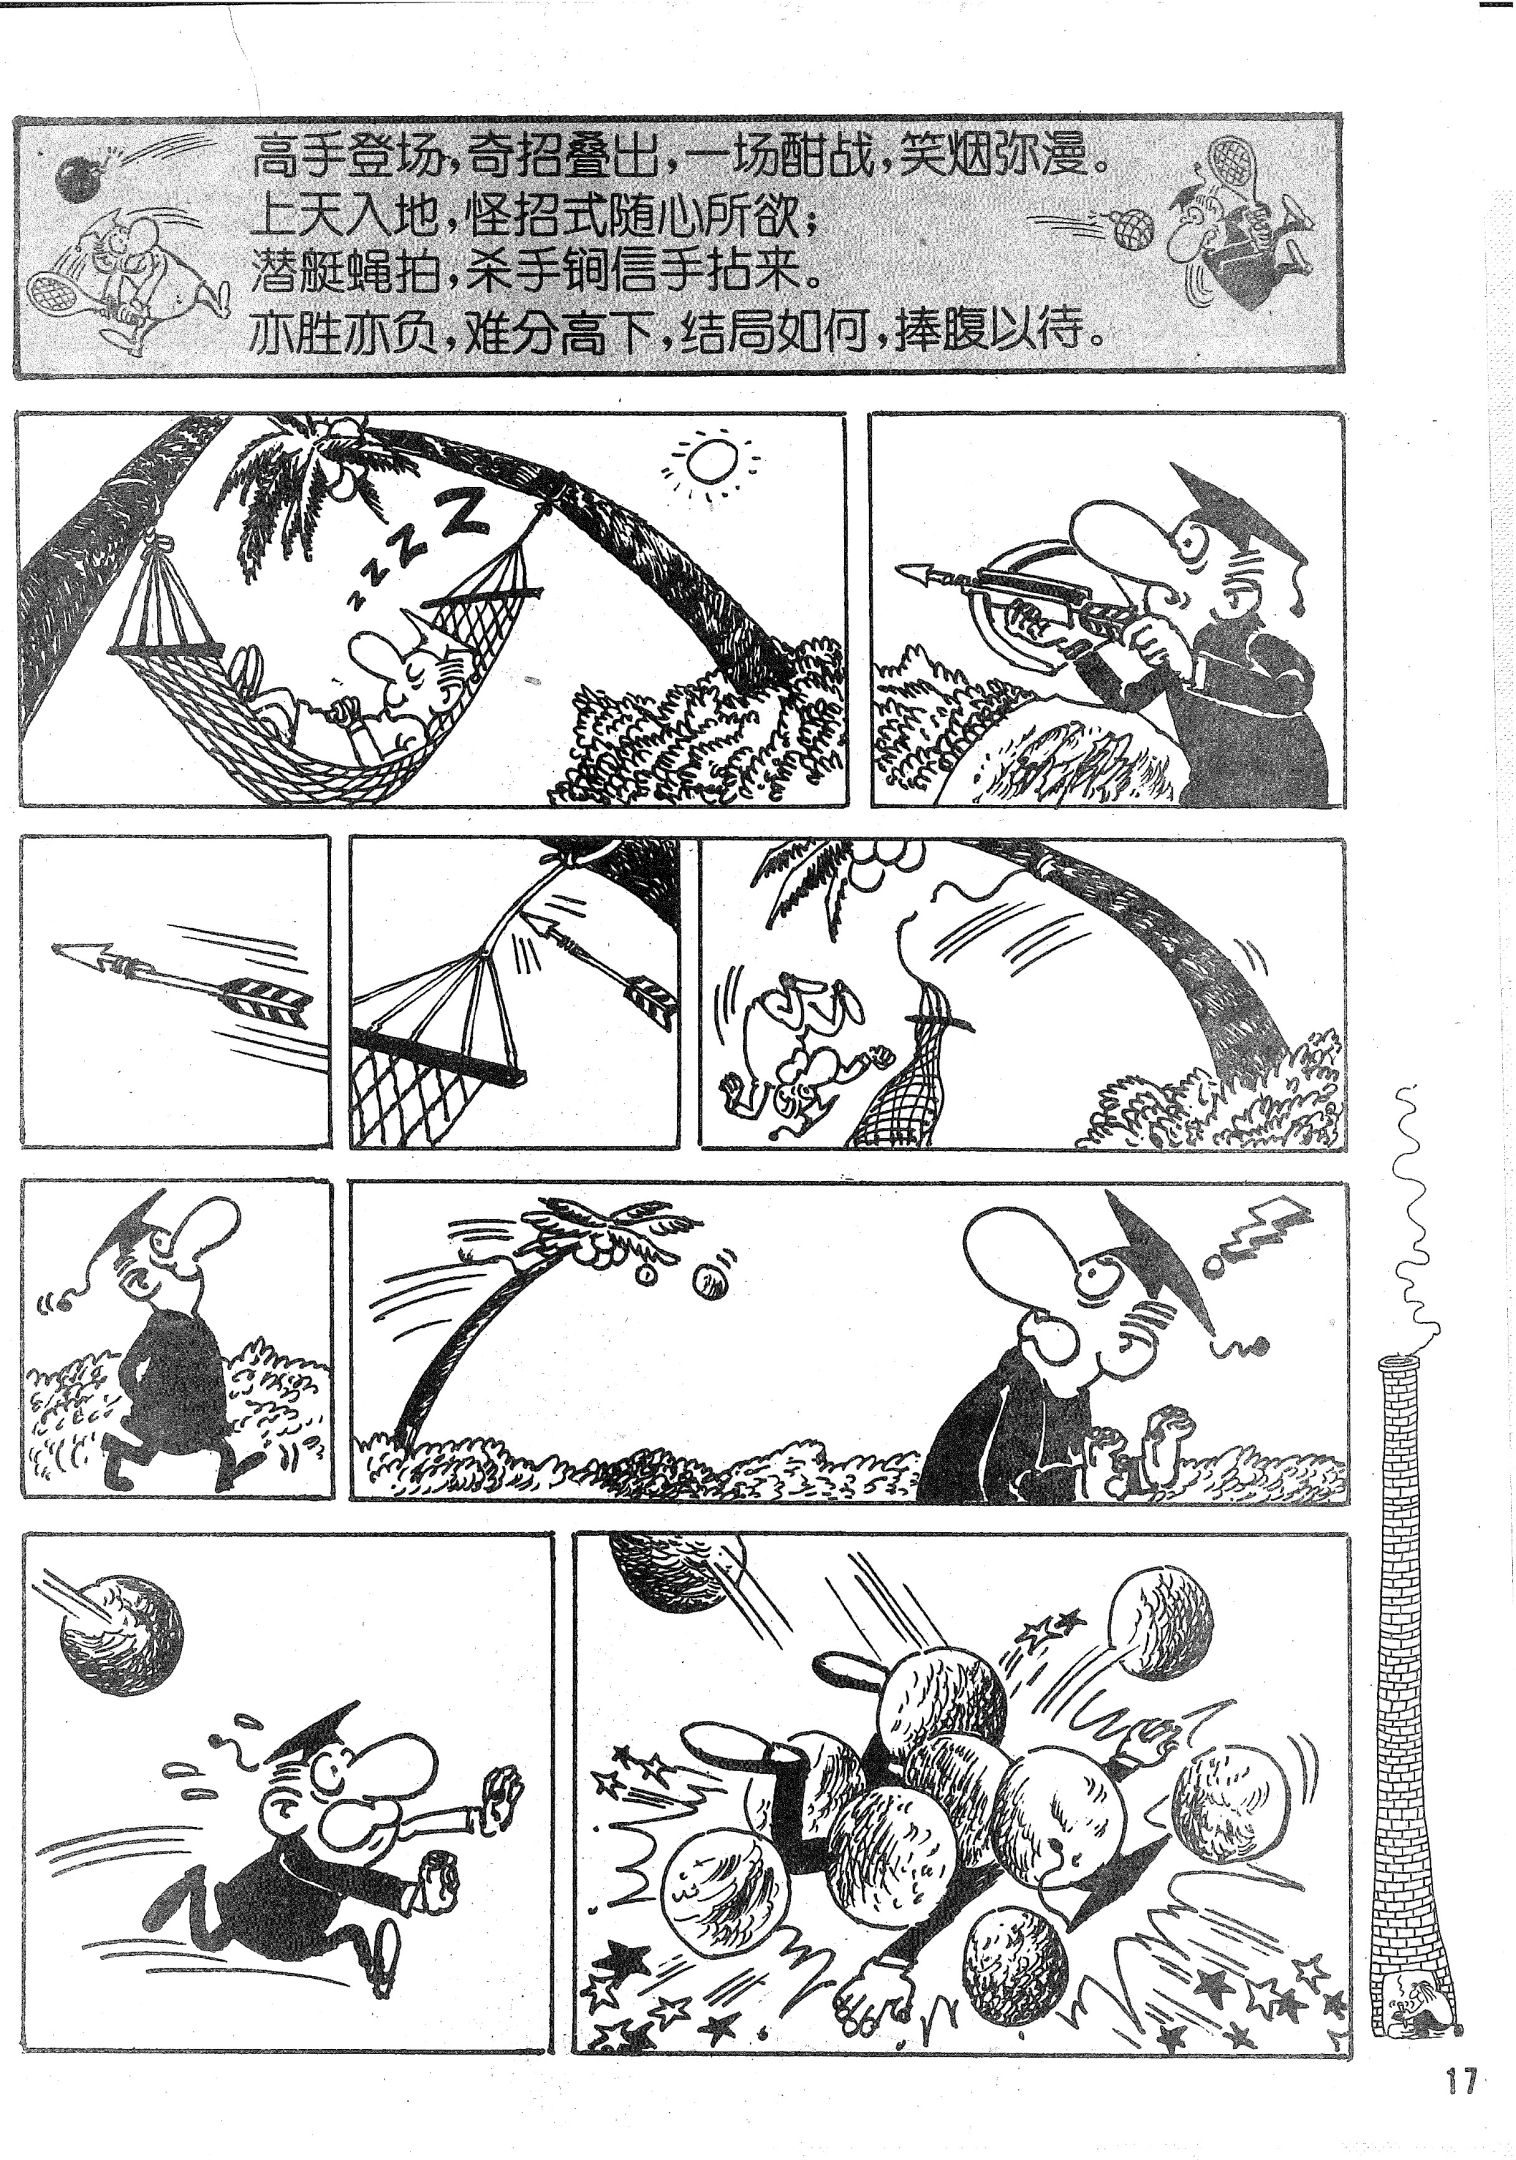 高手登场,奇招叠出,一场酣战,笑烟弥漫。
上天入地,怪招式随心所欲;
潜艇蝇拍,杀手锏信手拈来。
亦胜亦负,难分高下,结局如何,捧腹以待。
zzzZ
17